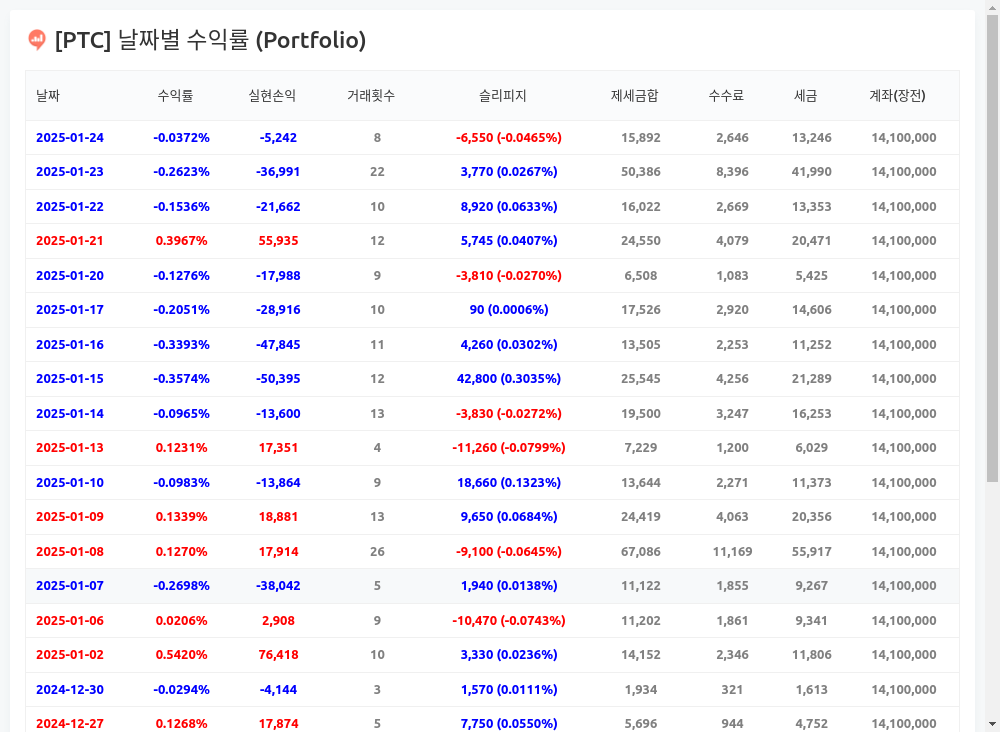 [PTC] 날짜별 수익률 (Portfolio)
날짜 수익률 실현손익 거래횟수 슬리피지 제세금합 수수료 세금 계좌(장전)
2025-01-24 -0.0372% -5,242 8 -6,550 (-0.0465%) 15,892 2,646 13,246 14,100,000
2025-01-23 -0.2623% -36,991 22 3,770 (0.0267%) 50,386 8,396 41,990 14,100,000
2025-01-22 -0.1536% -21,662 10 8,920 (0.0633%) 16,022 2,669 13,353 14,100,000
2025-01-21 0.3967% 55,935 12 5,745 (0.0407%) 24,550 4,079 20,471 14,100,000
2025-01-20 -0.1276% -17,988 9 -3,810 (-0.0270%) 6,508 1,083 5,425 14,100,000
2025-01-17 -0.2051% -28,916 10 90 (0.0006%) 17,526 2,920 14,606 14,100,000
2025-01-16 -0.3393% -47,845 11 4,260 (0.0302%) 13,505 2,253 11,252 14,100,000
2025-01-15 -0.3574% -50,395 12 42,800 (0.3035%) 25,545 4,256 21,289 14,100,000
2025-01-14 -0.0965% -13,600 13 -3,830 (-0.0272%) 19,500 3,247 16,253 14,100,000
2025-01-13 0.1231% 17,351 4 -11,260 (-0.0799%) 7,229 1,200 6,029 14,100,000
2025-01-10 -0.0983% -13,864 9 18,660 (0.1323%) 13,644 2,271 11,373 14,100,000
2025-01-09 0.1339% 18,881 13 9,650 (0.0684%) 24,419 4,063 20,356 14,100,000
2025-01-08 0.1270% 17,914 26 -9,100 (-0.0645%) 67,086 11,169 55,917 14,100,000
2025-01-07 -0.2698% -38,042 5 1,940 (0.0138%) 11,122 1,855 9,267 14,100,000
2025-01-06 0.0206% 2,908 9 -10,470 (-0.0743%) 11,202 1,861 9,341 14,100,000
2025-01-02 0.5420% 76,418 10 3,330 (0.0236%) 14,152 2,346 11,806 14,100,000
2024-12-30 -0.0294% -4,144 3 1,570 (0.0111%) 1,934 321 1,613 14,100,000
2024-12-27 0.1268% 17,874 5 7,750 (0.0550%) 5,696 944 4,752 14,100,000